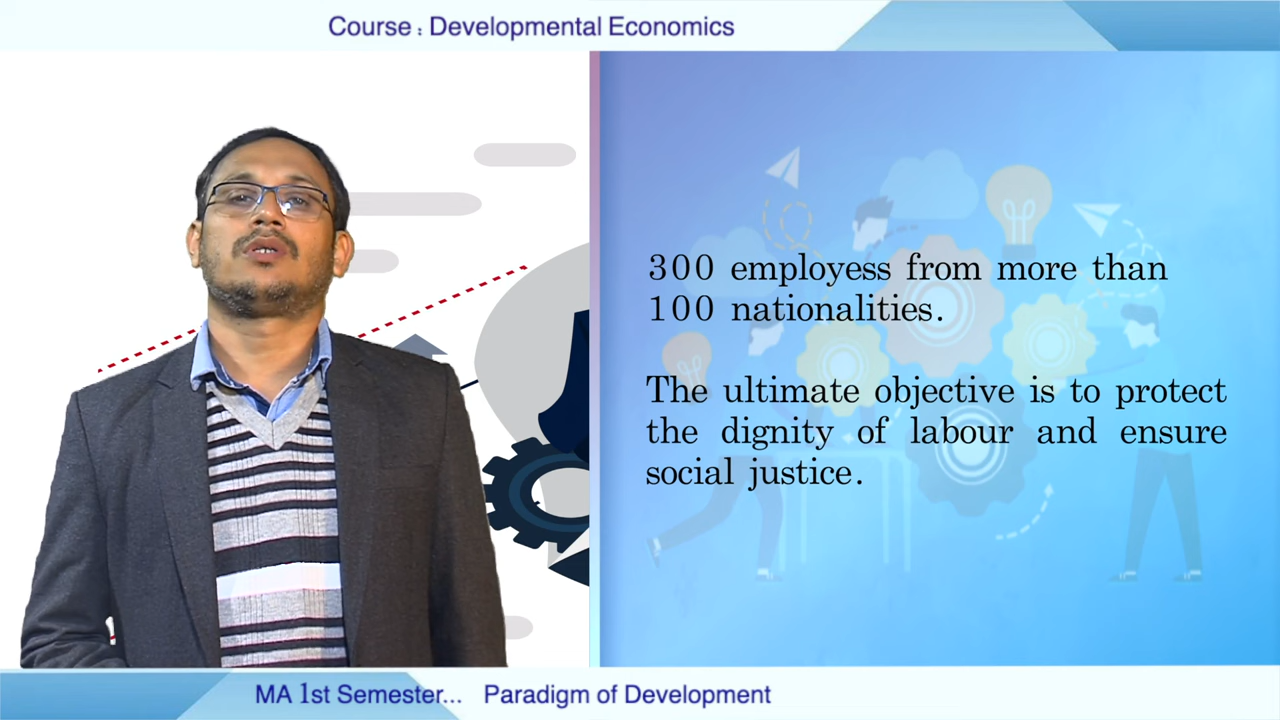 Course : Developmental Economics
300 employess from more than
100 nationalities.
The ultimate objective is to protect
the dignity of labour and ensure
social justice.
MA 1st Semester... Paradigm of Development